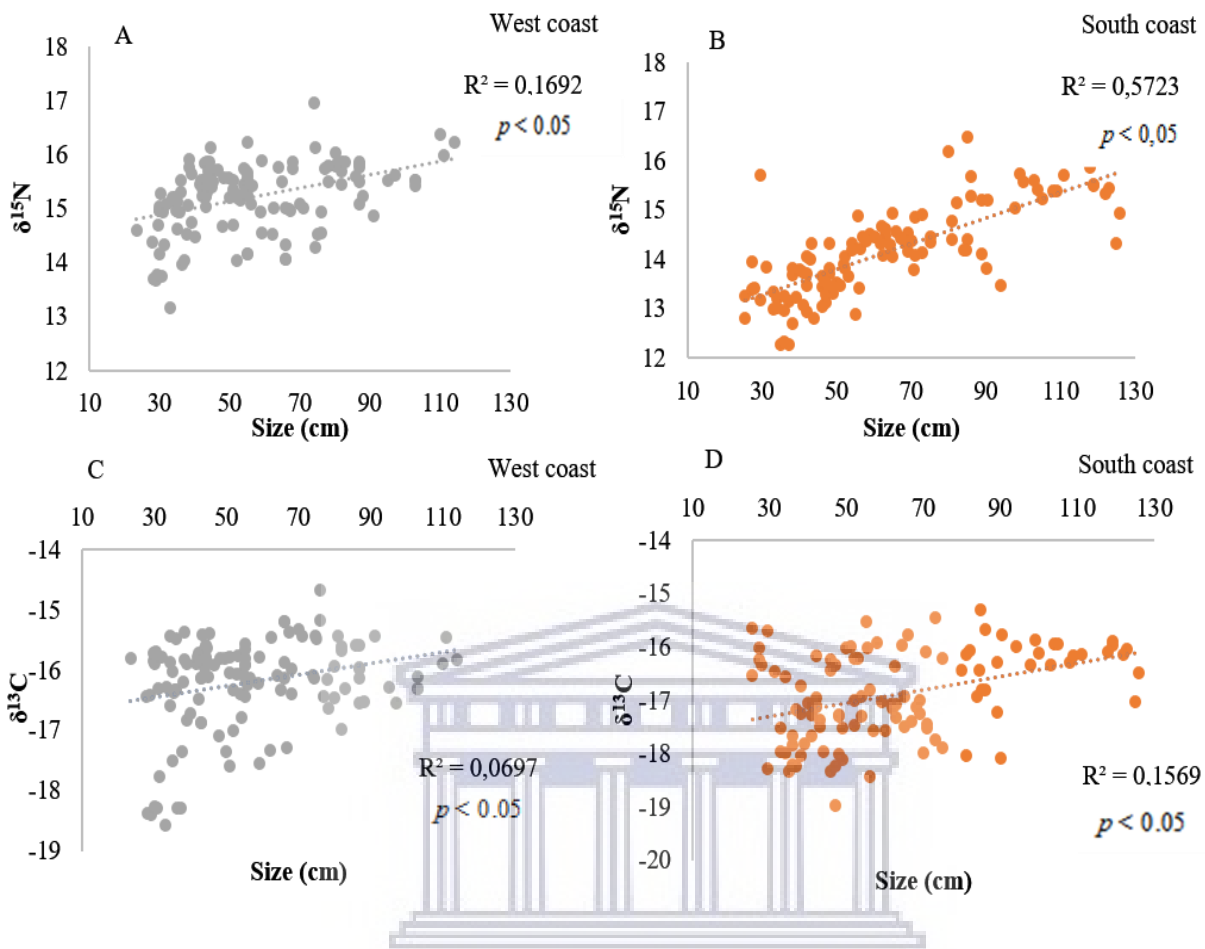 A
West coast
R² = 0,1692
p < 0.05
18
17
16
15
14
13
12
δ¹⁵N
10 30 50 70 90 110 130
Size (cm)
B
South coast
R² = 0,5723
p < 0,05
18
17
16
15
14
13
12
δ¹⁵N
10 30 50 70 90 110 130
Size (cm)
C
West coast
10 30 50 70 90 110 130
-14
-15
-16
-17
-18
-19
δ¹³C
R² = 0,0697
p < 0.05
Size (cm)
D
South coast
10 30 50 70 90 110 130
-14
-15
-16
-17
-18
-19
-20
δ¹³C
R² = 0,1569
p < 0.05
Size (cm)